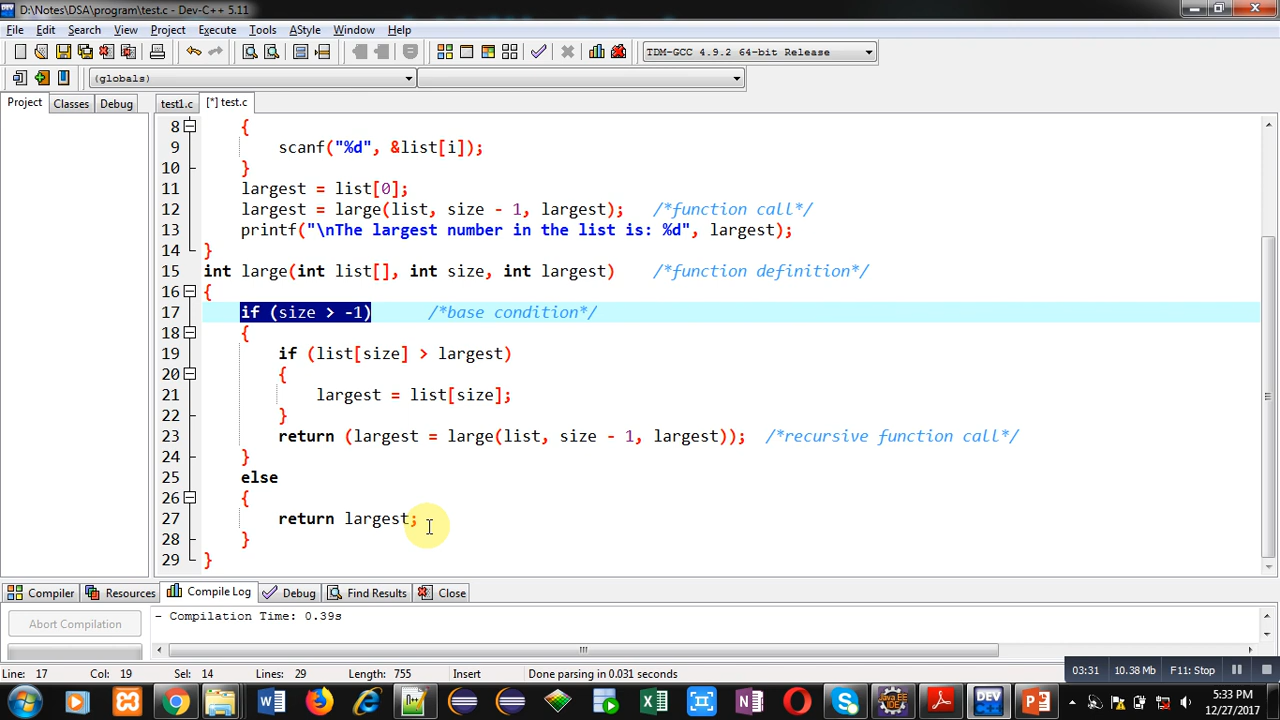 D:\Notes\DSA\program\test.c - Dev-C++ 5.11
File Edit Search View Project Execute Tools AStyle Window Help
TDM-GCC 4.9.2 64-bit Release
(globals)
Project Classes Debug test1.c [*] test.c
8 {
9 scanf("%d", &list[i]);
10 }
11 largest = list[0];
12 largest = large(list, size - 1, largest); /*function call*/
13 printf("\nThe largest number in the list is: %d", largest);
14 }
15 int large(int list[], int size, int largest) /*function definition*/
16 {
17 if (size > -1) /*base condition*/
18 {
19 if (list[size] > largest)
20 {
21 largest = list[size];
22 }
23 return (largest = large(list, size - 1, largest)); /*recursive function call*/
24 }
25 else
26 {
27 return largest;
28 }
29 }
Compiler Resources Compile Log Debug Find Results Close
Abort Compilation
- Compilation Time: 0.39s
Line: 17 Col: 19 Sel: 14 Lines: 29 Length: 755 Insert Done parsing in 0.031 seconds
03:31 10.38 Mb F11: Stop
5:33 PM
12/27/2017